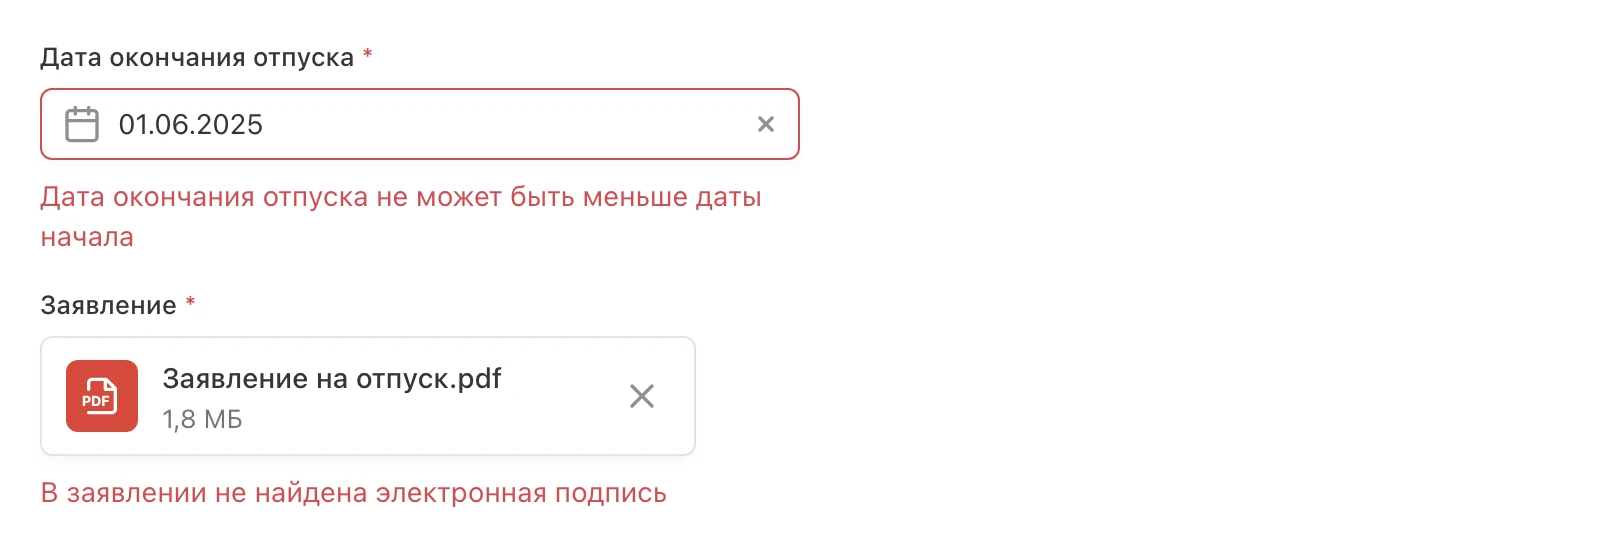 Дата окончания отпуска *
01.06.2025
Дата окончания отпуска не может быть меньше даты
начала
Заявление *
PDF
Заявление на отпуск.pdf
1,8 МБ
В заявлении не найдена электронная подпись